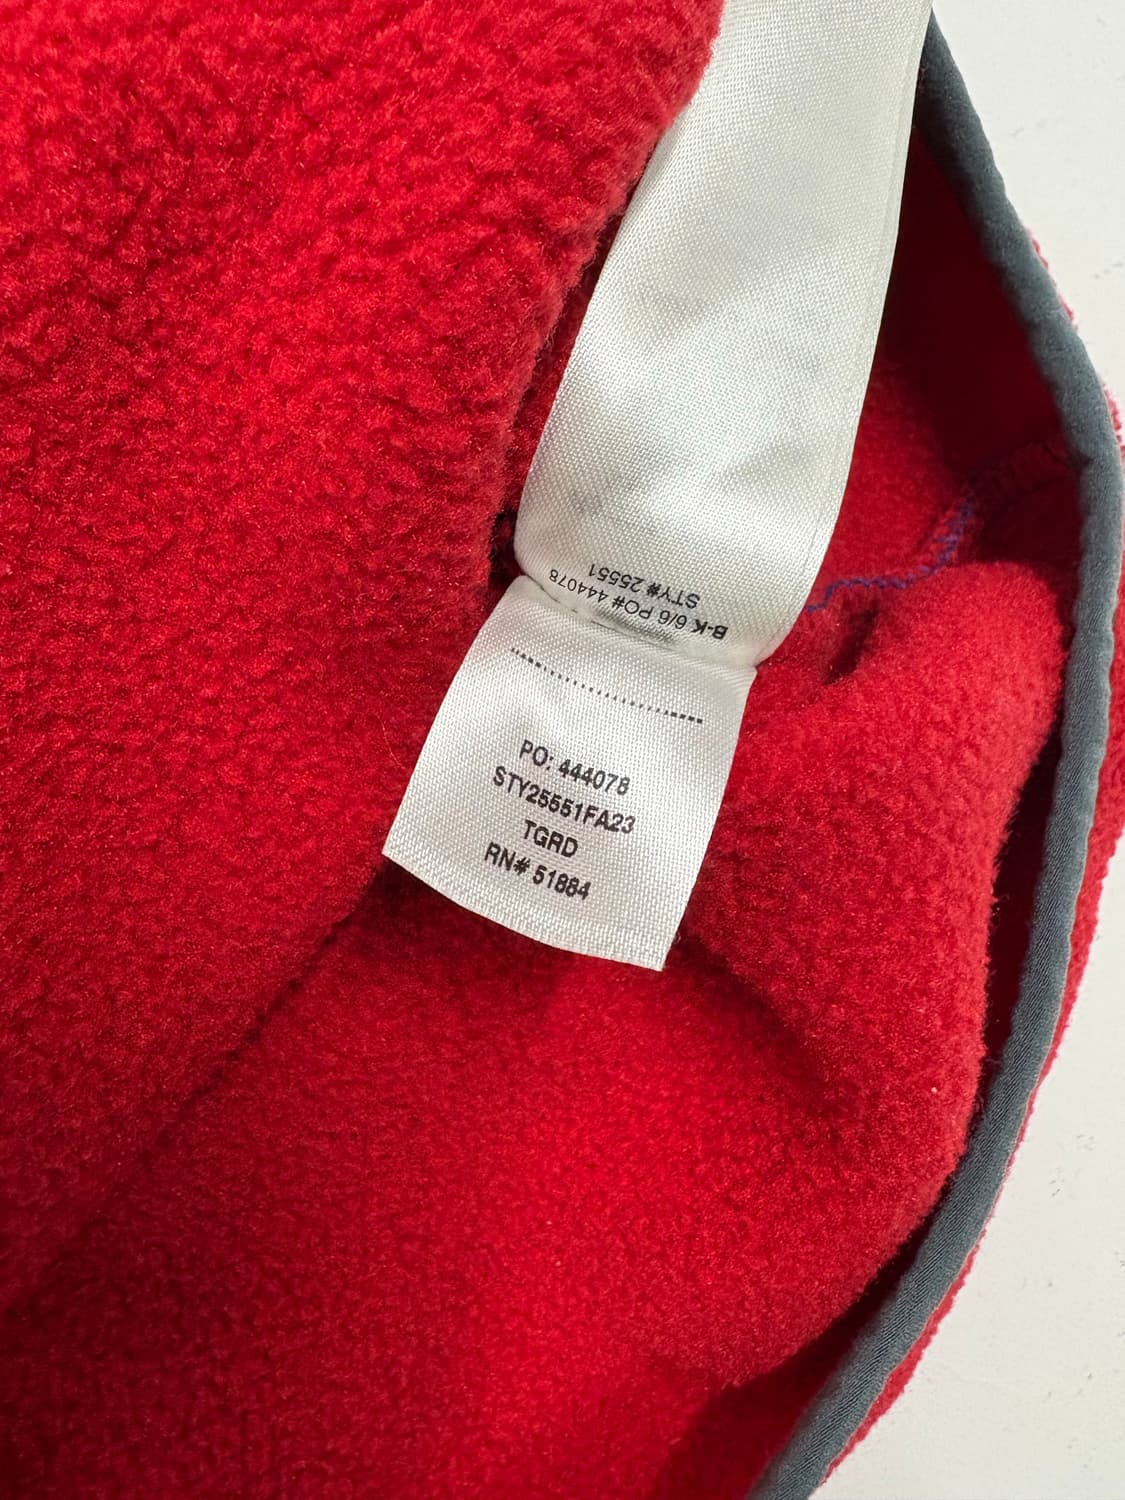 B-K 6/6 PO# 444078
STY# 25551
PO: 444078
STY25551FA23
TGRD
RN# 51884